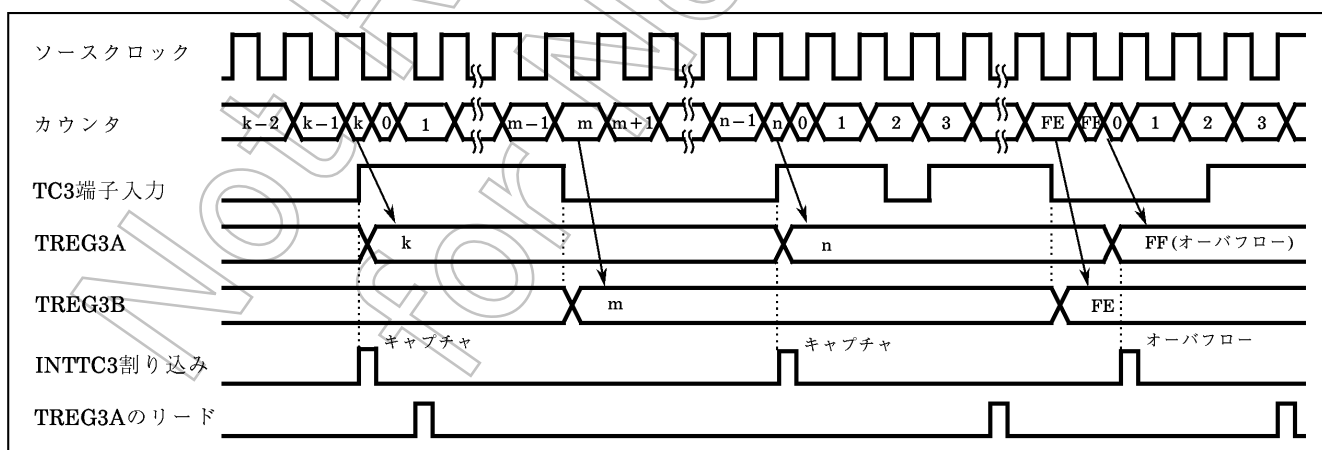 ソースクロック
カウンタ
k−2 k−1 k 0 1 m−1 m m+1 n−1 n 0 1 2 3 FE FF 0 1 2 3
TC3端子入力
TREG3A
k n FF(オーバフロー)
TREG3B
m FE
キャプチャ キャプチャ オーバフロー
INTTC3割り込み
TREG3Aのリード